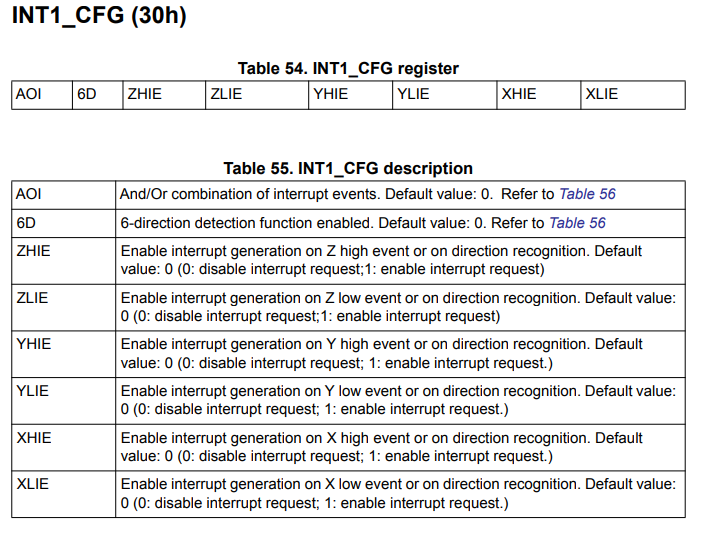 INT1_CFG (30h)
Table 54. INT1_CFG register
AOI 6D ZHIE ZLIE YHIE YLIE XHIE XLIE
Table 55. INT1_CFG description
AOI And/Or combination of interrupt events. Default value: 0. Refer to Table 56
6D 6-direction detection function enabled. Default value: 0. Refer to Table 56
ZHIE Enable interrupt generation on Z high event or on direction recognition. Default
value: 0 (0: disable interrupt request;1: enable interrupt request)
ZLIE Enable interrupt generation on Z low event or on direction recognition. Default value:
0 (0: disable interrupt request;1: enable interrupt request)
YHIE Enable interrupt generation on Y high event or on direction recognition. Default
value: 0 (0: disable interrupt request; 1: enable interrupt request.)
YLIE Enable interrupt generation on Y low event or on direction recognition. Default value:
0 (0: disable interrupt request; 1: enable interrupt request.)
XHIE Enable interrupt generation on X high event or on direction recognition. Default
value: 0 (0: disable interrupt request; 1: enable interrupt request.)
XLIE Enable interrupt generation on X low event or on direction recognition. Default value:
0 (0: disable interrupt request; 1: enable interrupt request.)